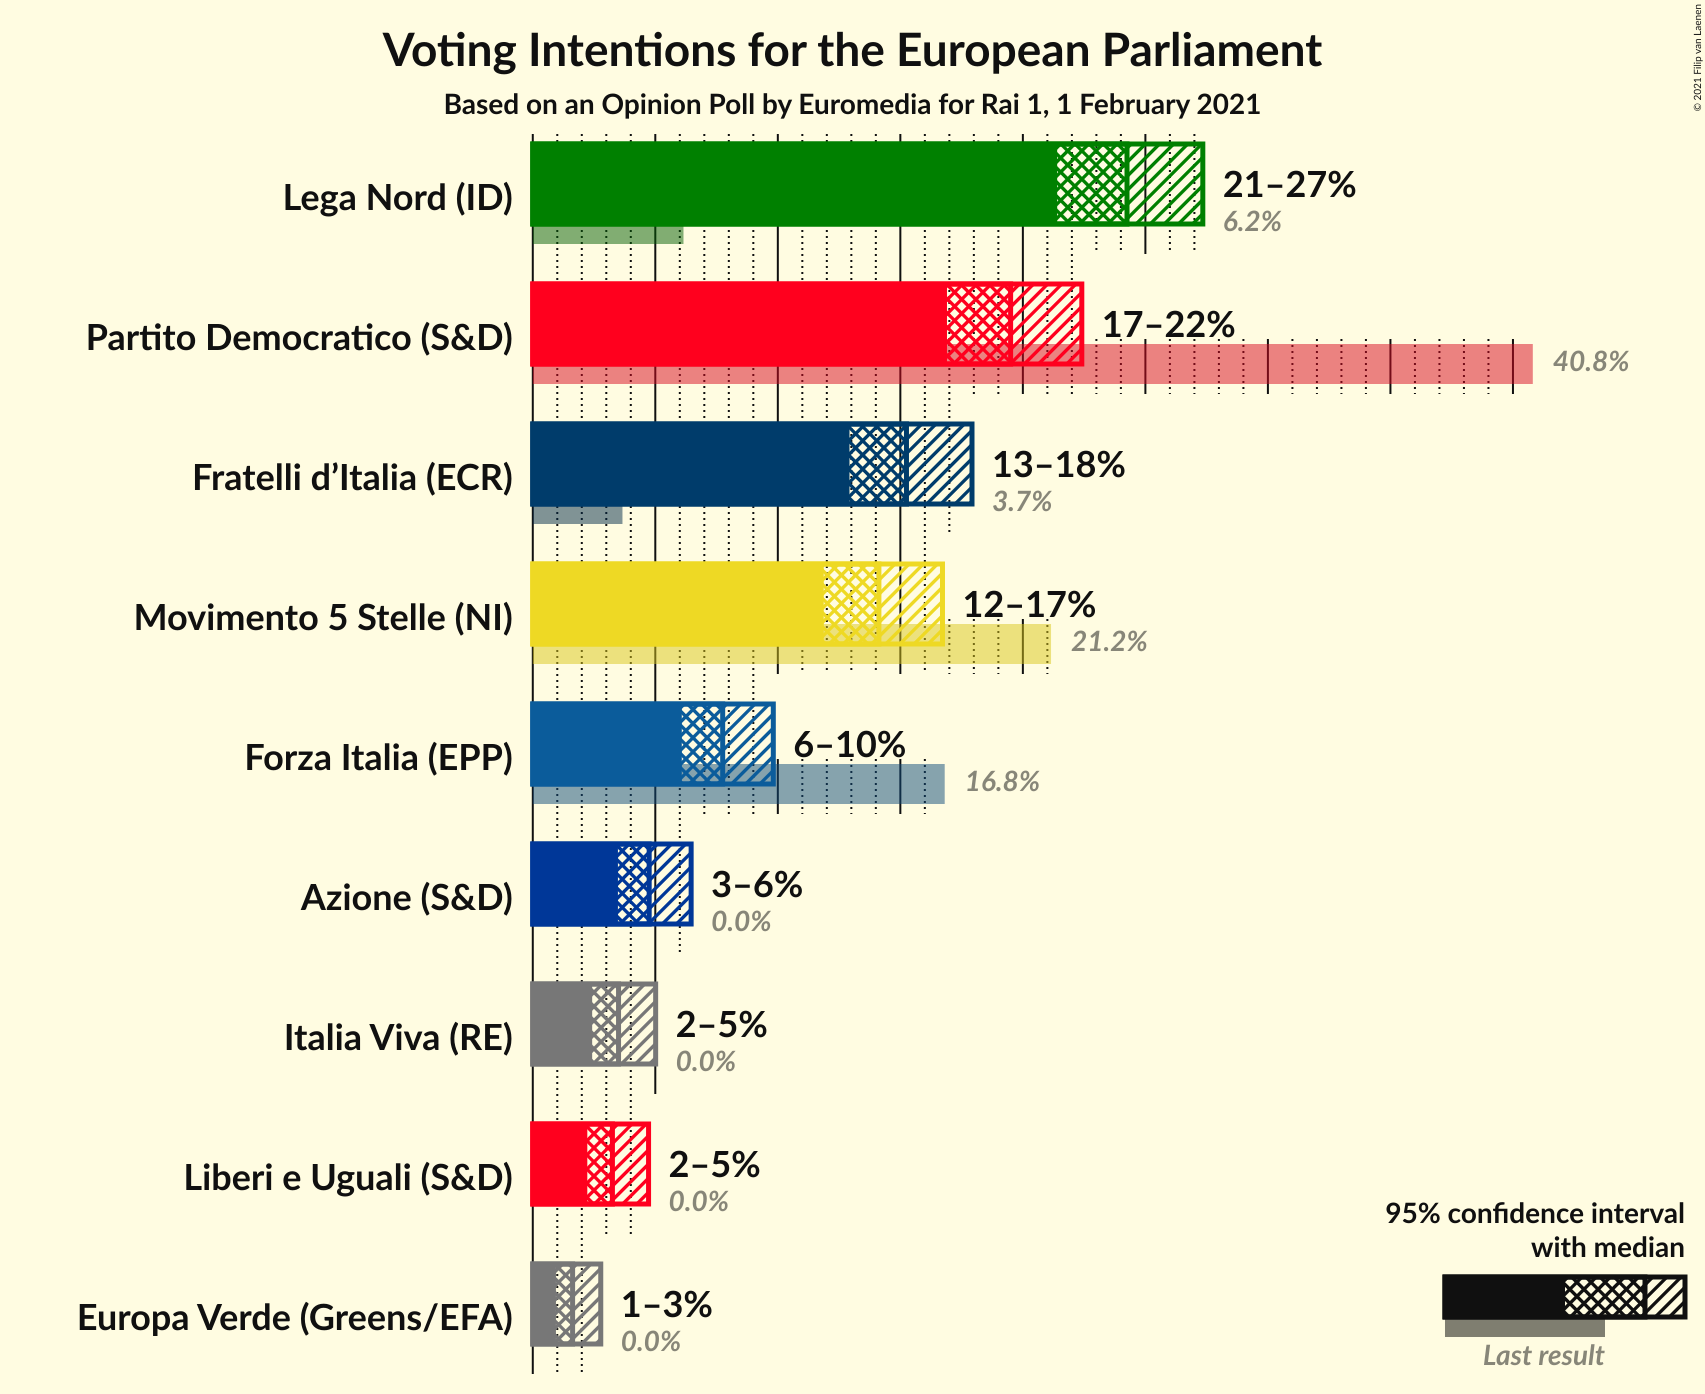 Voting Intentions for the European Parliament
Based on an Opinion Poll by Euromedia for Rai 1, 1 February 2021
© 2021 Filip van Laenen
Lega Nord (ID)
21–27%
6.2%
Partito Democratico (S&D)
17–22%
40.8%
Fratelli d’Italia (ECR)
13–18%
3.7%
Movimento 5 Stelle (NI)
12–17%
21.2%
Forza Italia (EPP)
6–10%
16.8%
Azione (S&D)
3–6%
0.0%
Italia Viva (RE)
2–5%
0.0%
Liberi e Uguali (S&D)
2–5%
0.0%
Europa Verde (Greens/EFA)
1–3%
0.0%
95% confidence interval
with median
Last result